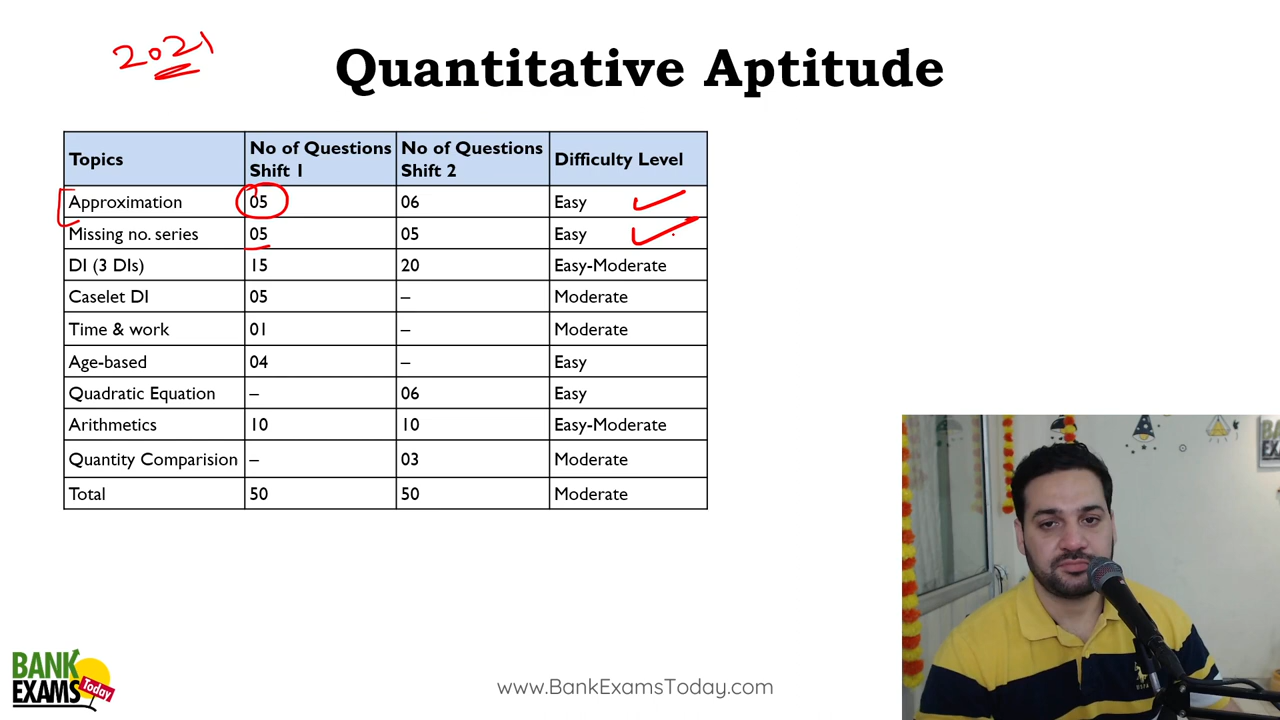 2021
Quantitative Aptitude
Topics No of Questions Shift 1 No of Questions Shift 2 Difficulty Level
Approximation 05 06 Easy
Missing no. series 05 05 Easy
DI (3 DIs) 15 20 Easy-Moderate
Caselet DI 05 – Moderate
Time & work 01 – Moderate
Age-based 04 – Easy
Quadratic Equation – 06 Easy
Arithmetics 10 10 Easy-Moderate
Quantity Comparision – 03 Moderate
Total 50 50 Moderate
BANK
EXAMS
Today
www.BankExamsToday.com